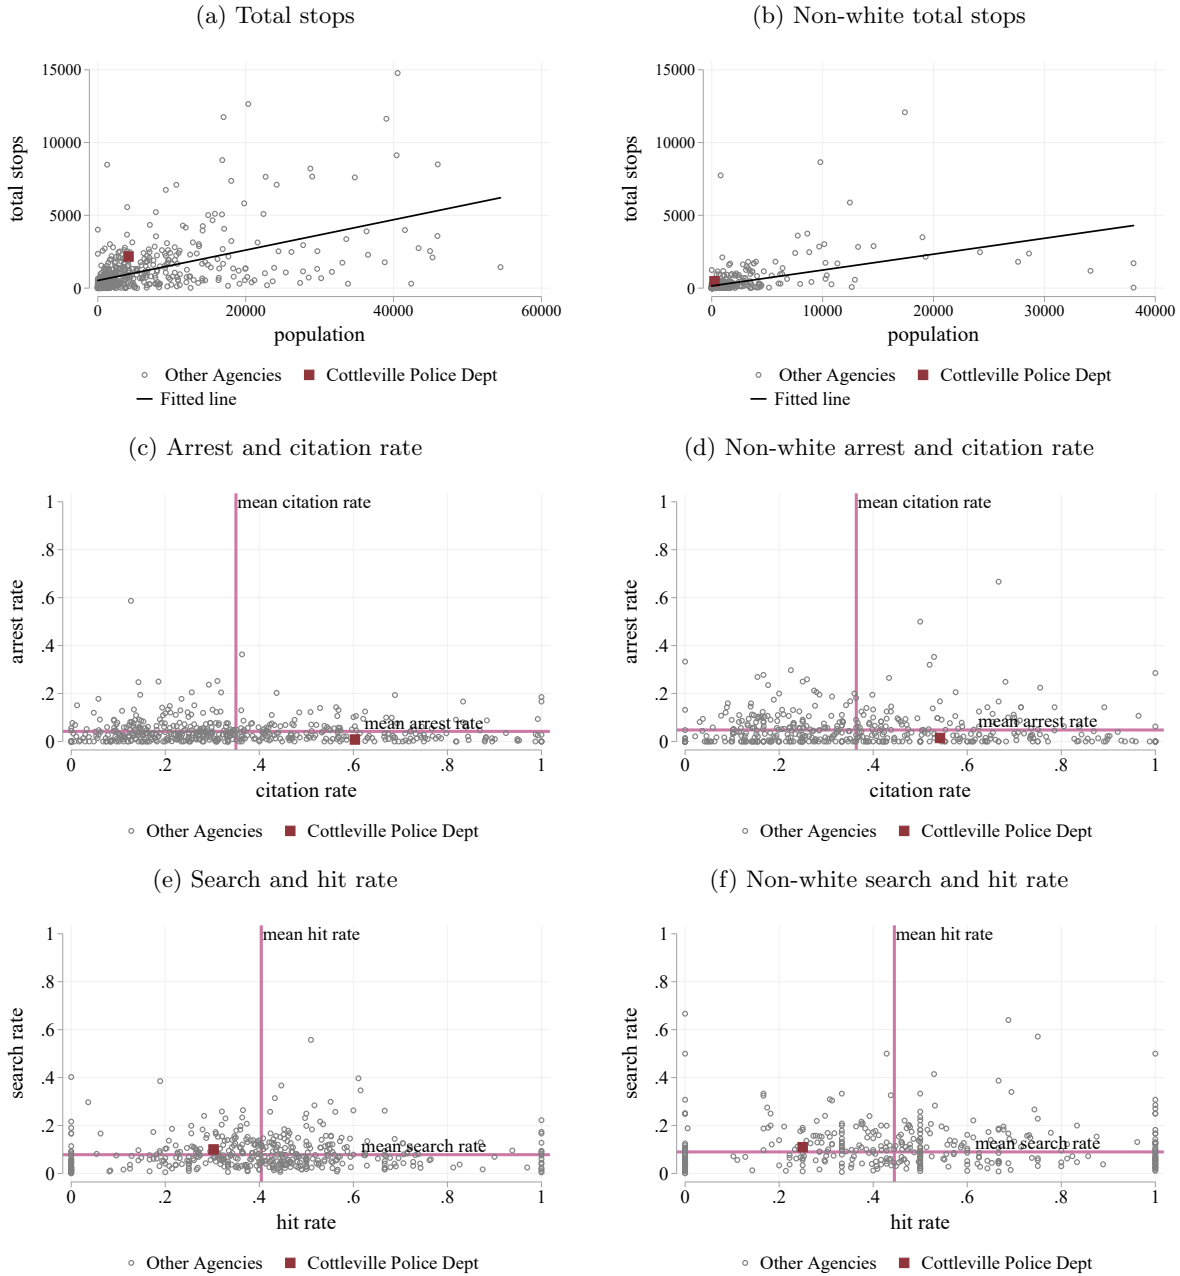 (a) Total stops
(b) Non-white total stops
total stops
15000
10000
5000
0
0
20000
40000
60000
population
Other Agencies
Cottleville Police Dept
Fitted line
total stops
15000
10000
5000
0
0
10000
20000
30000
40000
population
Other Agencies
Cottleville Police Dept
Fitted line
(c) Arrest and citation rate
(d) Non-white arrest and citation rate
arrest rate
1
.8
.6
.4
.2
0
mean citation rate
mean arrest rate
0
.2
.4
.6
.8
1
citation rate
Other Agencies
Cottleville Police Dept
arrest rate
1
.8
.6
.4
.2
0
mean citation rate
mean arrest rate
0
.2
.4
.6
.8
1
citation rate
Other Agencies
Cottleville Police Dept
(e) Search and hit rate
(f) Non-white search and hit rate
search rate
1
.8
.6
.4
.2
0
mean hit rate
mean search rate
0
.2
.4
.6
.8
1
hit rate
Other Agencies
Cottleville Police Dept
search rate
1
.8
.6
.4
.2
0
mean hit rate
mean search rate
0
.2
.4
.6
.8
1
hit rate
Other Agencies
Cottleville Police Dept